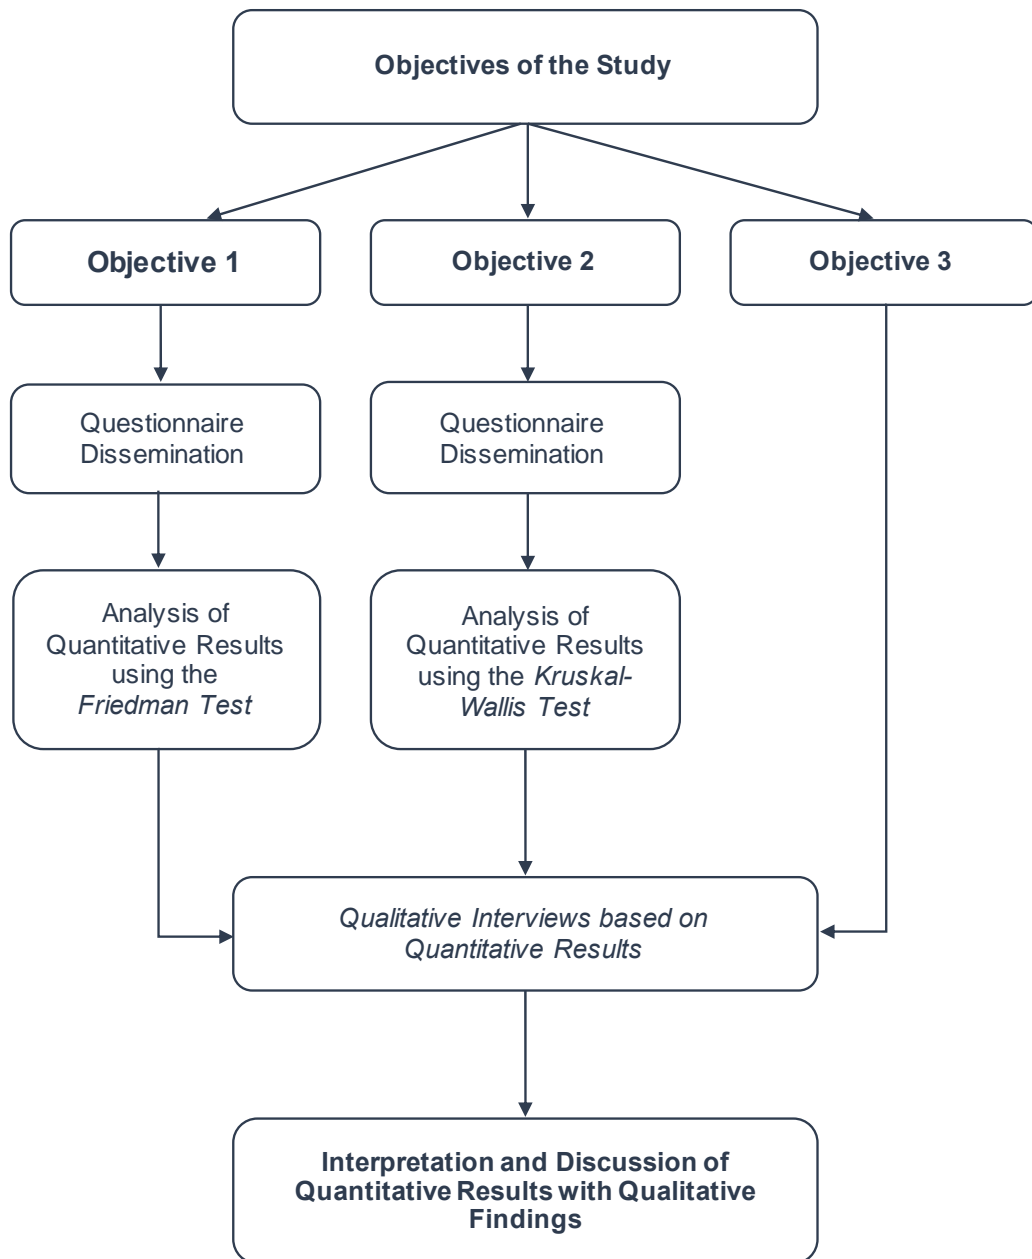 Objectives of the Study
Objective 1
Objective 2
Objective 3
Questionnaire
Dissemination
Questionnaire
Dissemination
Analysis of
Quantitative Results
using the
Friedman Test
Analysis of
Quantitative Results
using the Kruskal-
Wallis Test
Qualitative Interviews based on
Quantitative Results
Interpretation and Discussion of
Quantitative Results with Qualitative
Findings